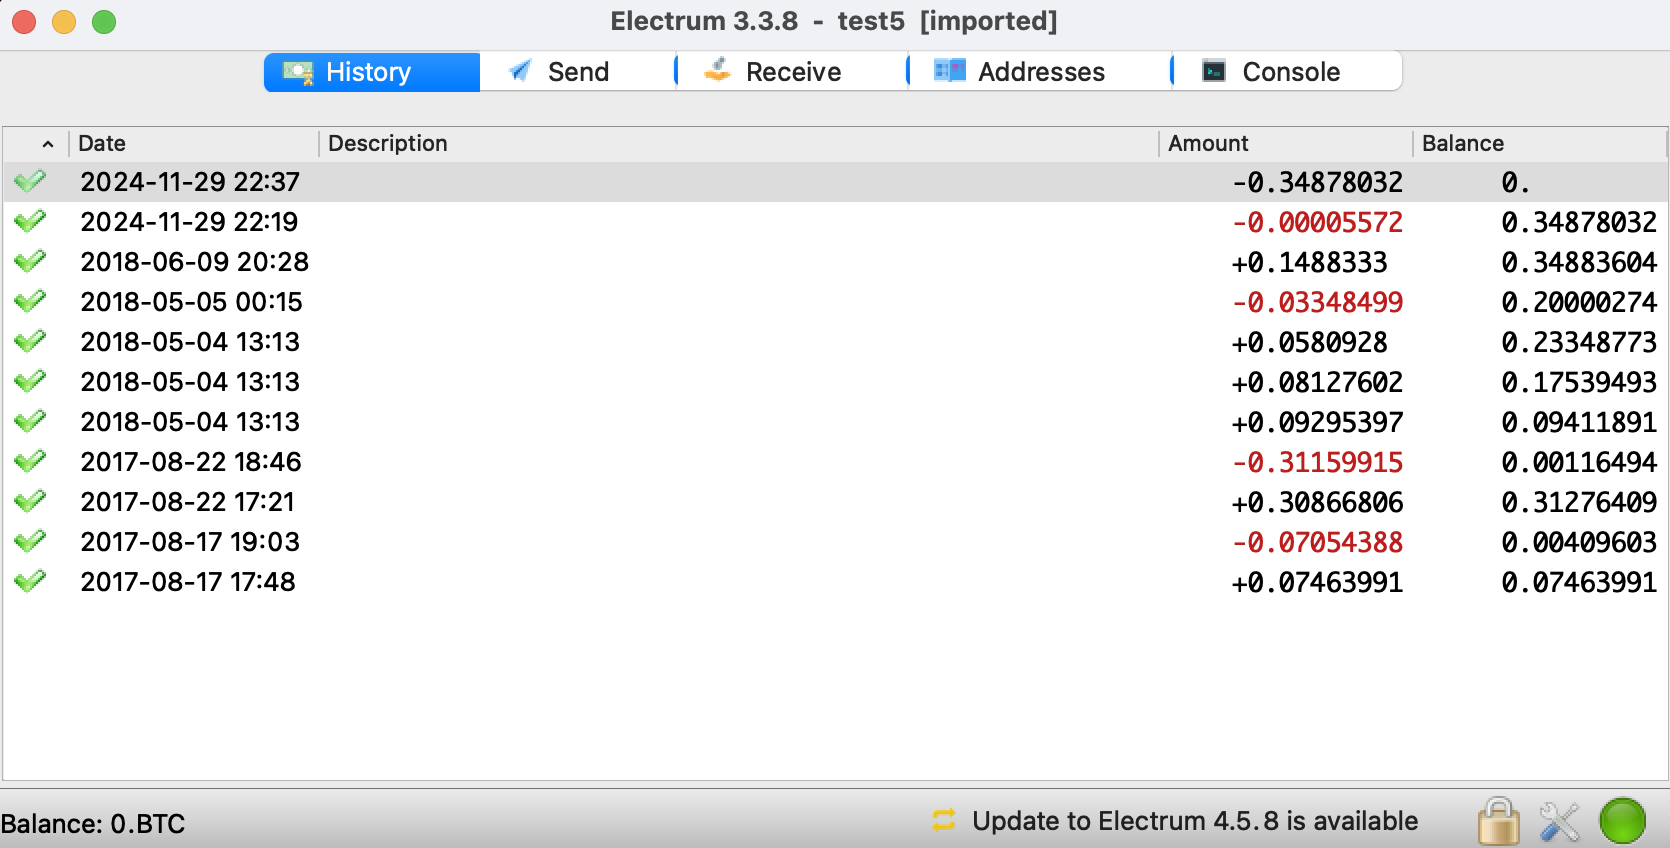 Electrum 3.3.8 - test5 [imported]
History Send Receive Addresses Console
Date Description Amount Balance
2024-11-29 22:37 -0.34878032 0.
2024-11-29 22:19 -0.00005572 0.34878032
2018-06-09 20:28 +0.1488333 0.34883604
2018-05-05 00:15 -0.03348499 0.20000274
2018-05-04 13:13 +0.0580928 0.23348773
2018-05-04 13:13 +0.08127602 0.17539493
2018-05-04 13:13 +0.09295397 0.09411891
2017-08-22 18:46 -0.31159915 0.00116494
2017-08-22 17:21 +0.30866806 0.31276409
2017-08-17 19:03 -0.07054388 0.00409603
2017-08-17 17:48 +0.07463991 0.07463991
Balance: 0.BTC Update to Electrum 4.5.8 is available